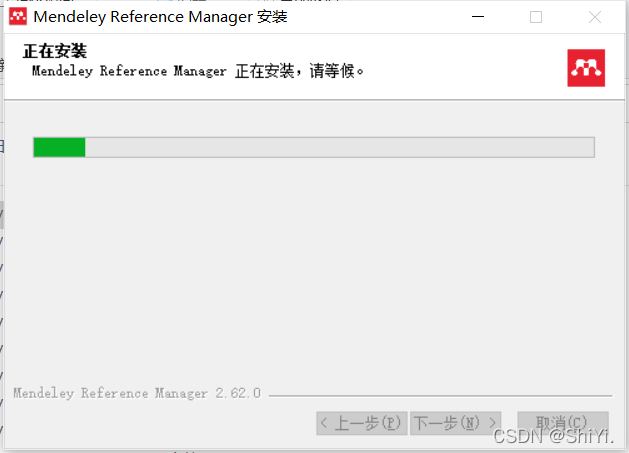 Mendeley Reference Manager 安装
正在安装
Mendeley Reference Manager 正在安装，请等候。
Mendeley Reference Manager 2.62.0
< 上一步(P) 下一步(N) > 取消(C)
CSDN @ShiYi.